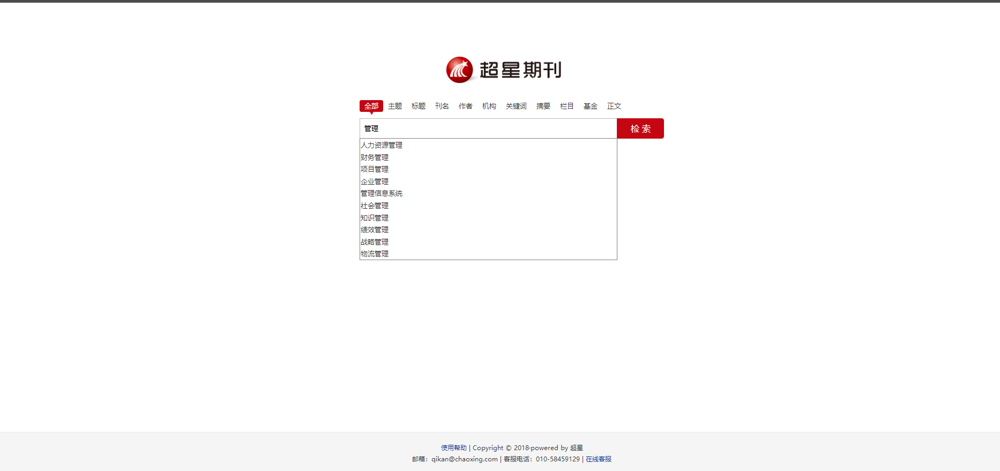 超星期刊
全部 主题 标题 刊名 作者 机构 关键词 摘要 栏目 基金 正文
管理 检 索
人力资源管理
财务管理
项目管理
企业管理
管理信息系统
社会管理
知识管理
绩效管理
战略管理
物流管理
使用帮助 | Copyright © 2018·powered by 超星
邮箱：qikan@chaoxing.com | 客服电话：010-58459129 | 在线客服